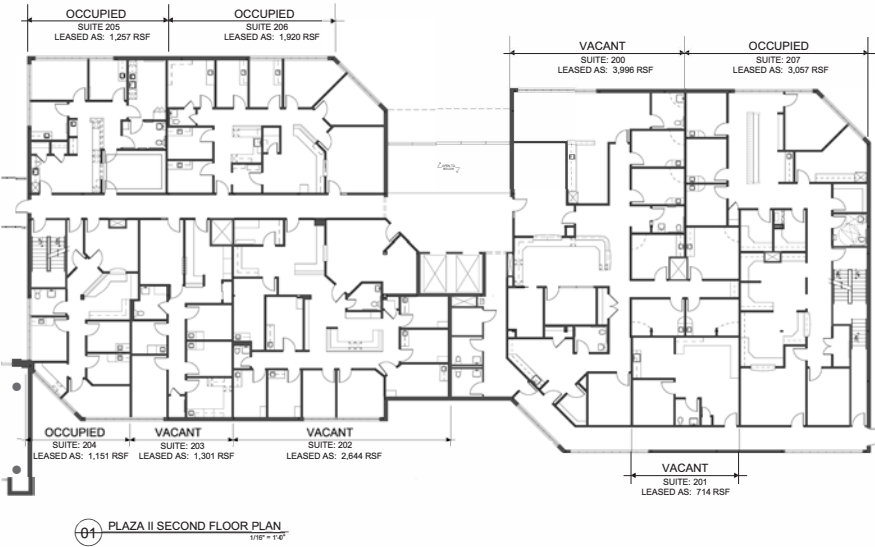 OCCUPIED
SUITE 205
LEASED AS: 1,257 RSF
OCCUPIED
SUITE 206
LEASED AS: 1,920 RSF
VACANT
SUITE: 200
LEASED AS: 3,996 RSF
OCCUPIED
SUITE: 207
LEASED AS: 3,057 RSF
OCCUPIED
SUITE: 204
LEASED AS: 1,151 RSF
VACANT
SUITE: 203
LEASED AS: 1,301 RSF
VACANT
SUITE: 202
LEASED AS: 2,644 RSF
VACANT
SUITE: 201
LEASED AS: 714 RSF
01
PLAZA II SECOND FLOOR PLAN
1/16" = 1'-0"